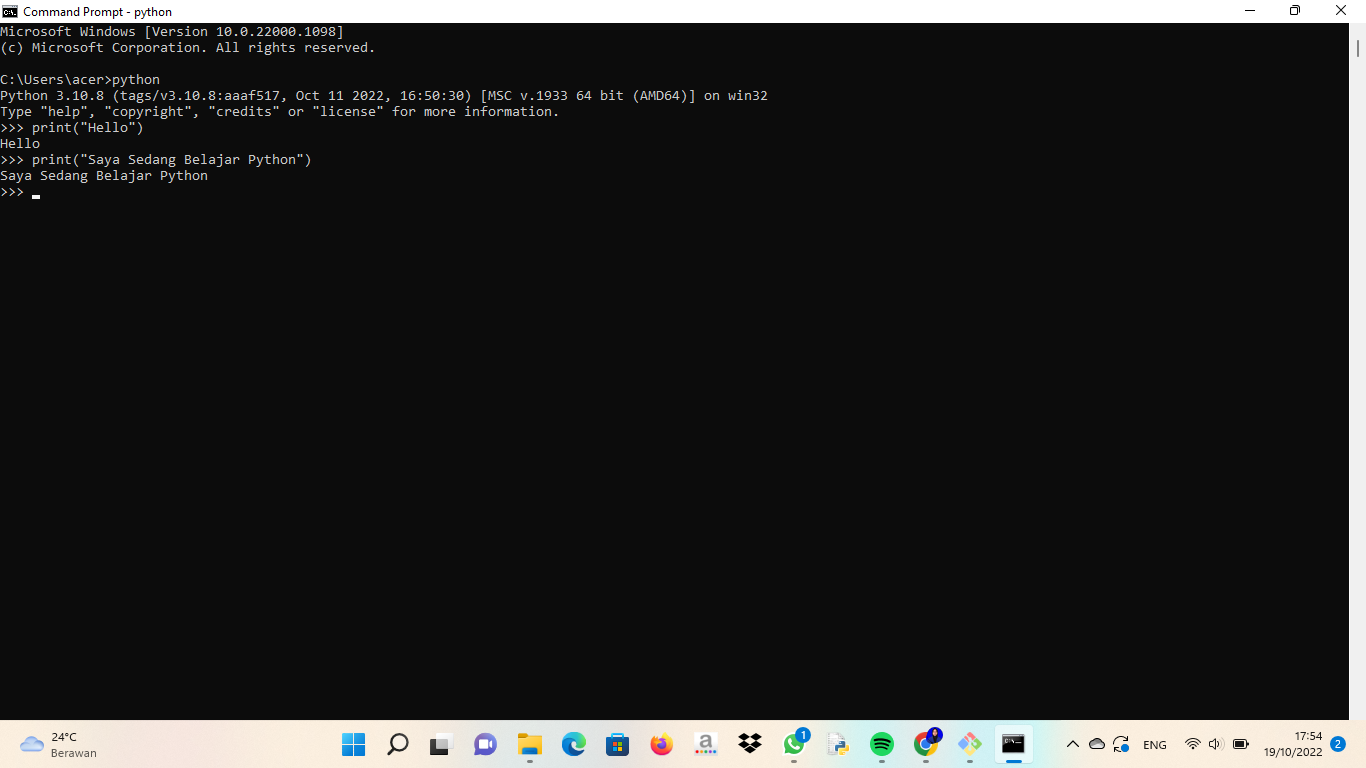 Command Prompt - python
Microsoft Windows [Version 10.0.22000.1098]
(c) Microsoft Corporation. All rights reserved.
C:\Users\acer>python
Python 3.10.8 (tags/v3.10.8:aaaf517, Oct 11 2022, 16:50:30) [MSC v.1933 64 bit (AMD64)] on win32
Type "help", "copyright", "credits" or "license" for more information.
>>> print("Hello")
Hello
>>> print("Saya Sedang Belajar Python")
Saya Sedang Belajar Python
>>>
24°C
Berawan
a
1
ENG
17:54
19/10/2022
2